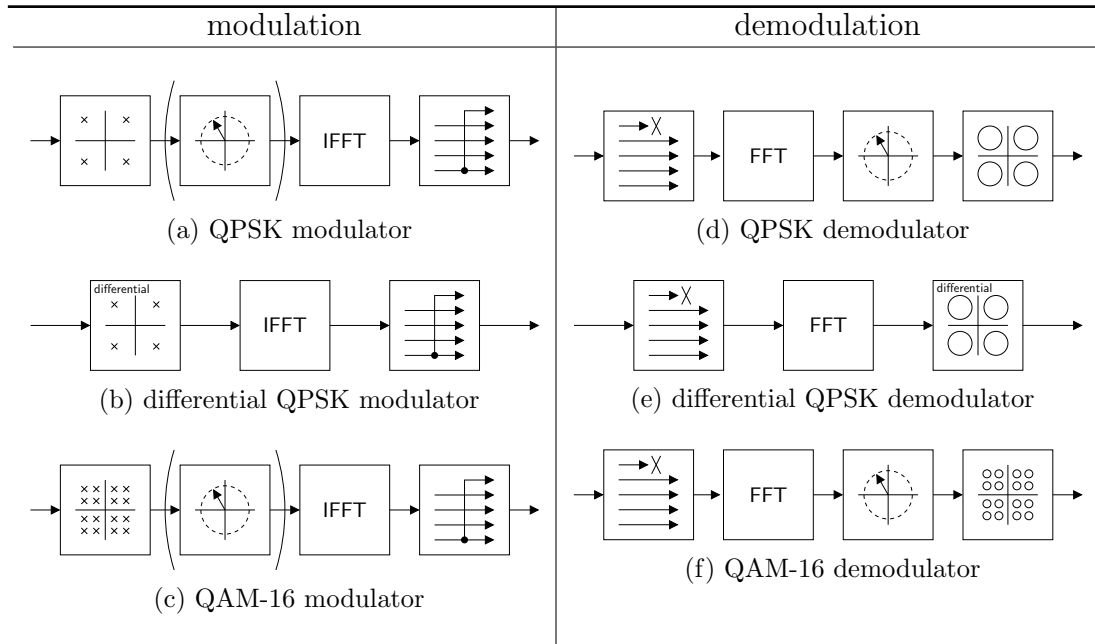 modulation
demodulation
IFFT
(a) QPSK modulator
FFT
(d) QPSK demodulator
differential
IFFT
(b) differential QPSK modulator
FFT
differential
(e) differential QPSK demodulator
IFFT
(c) QAM-16 modulator
FFT
(f) QAM-16 demodulator